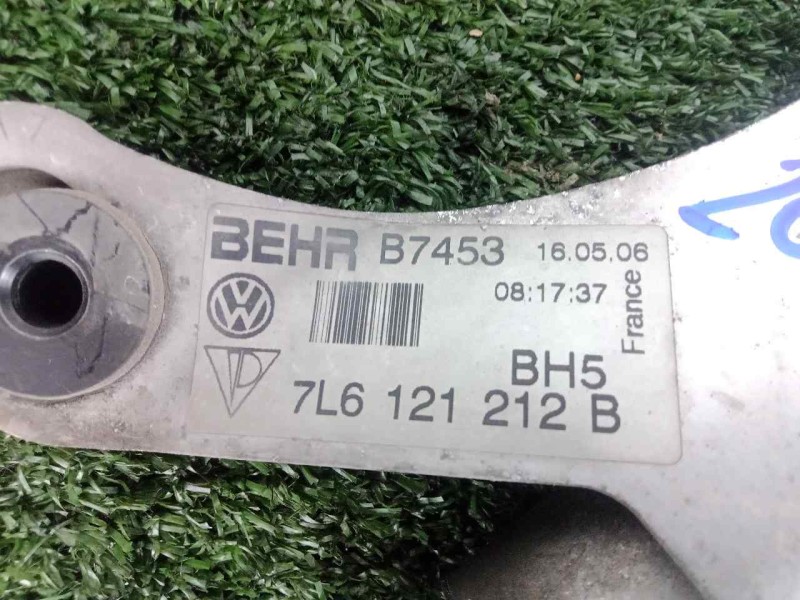 BEHR B7453 16.05.06
08:17:37
France
BH5
7L6 121 212 B